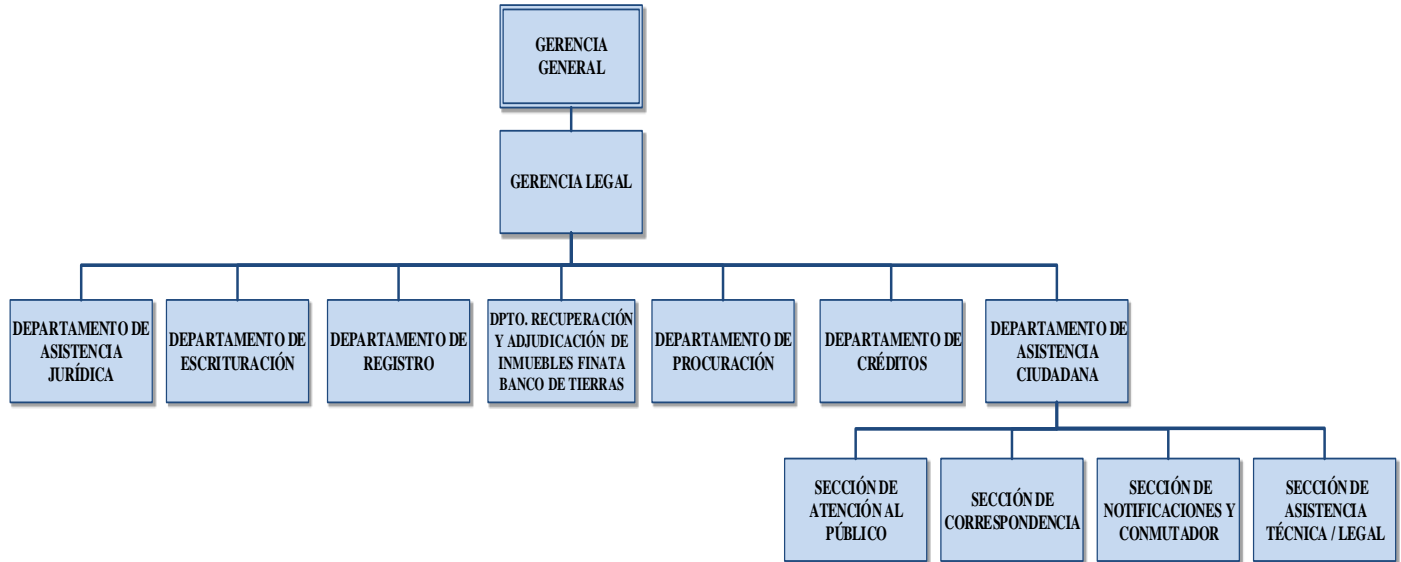 GERENCIA
GENERAL
GERENCIA LEGAL
DEPARTAMENTO DE
ASISTENCIA
JURÍDICA
DEPARTAMENTO DE
ESCRITURACIÓN
DEPARTAMENTO DE
REGISTRO
DPTO. RECUPERACIÓN
Y ADJUDICACIÓN DE
INMUEBLES FINATA
BANCO DE TIERRAS
DEPARTAMENTO DE
PROCURACIÓN
DEPARTAMENTO DE
CRÉDITOS
DEPARTAMENTO DE
ASISTENCIA
CIUDADANA
SECCIÓN DE
ATENCIÓN AL
PÚBLICO
SECCIÓN DE
CORRESPONDENCIA
SECCIÓN DE
NOTIFICACIONES Y
CONMUTADOR
SECCIÓN DE
ASISTENCIA
TÉCNICA / LEGAL